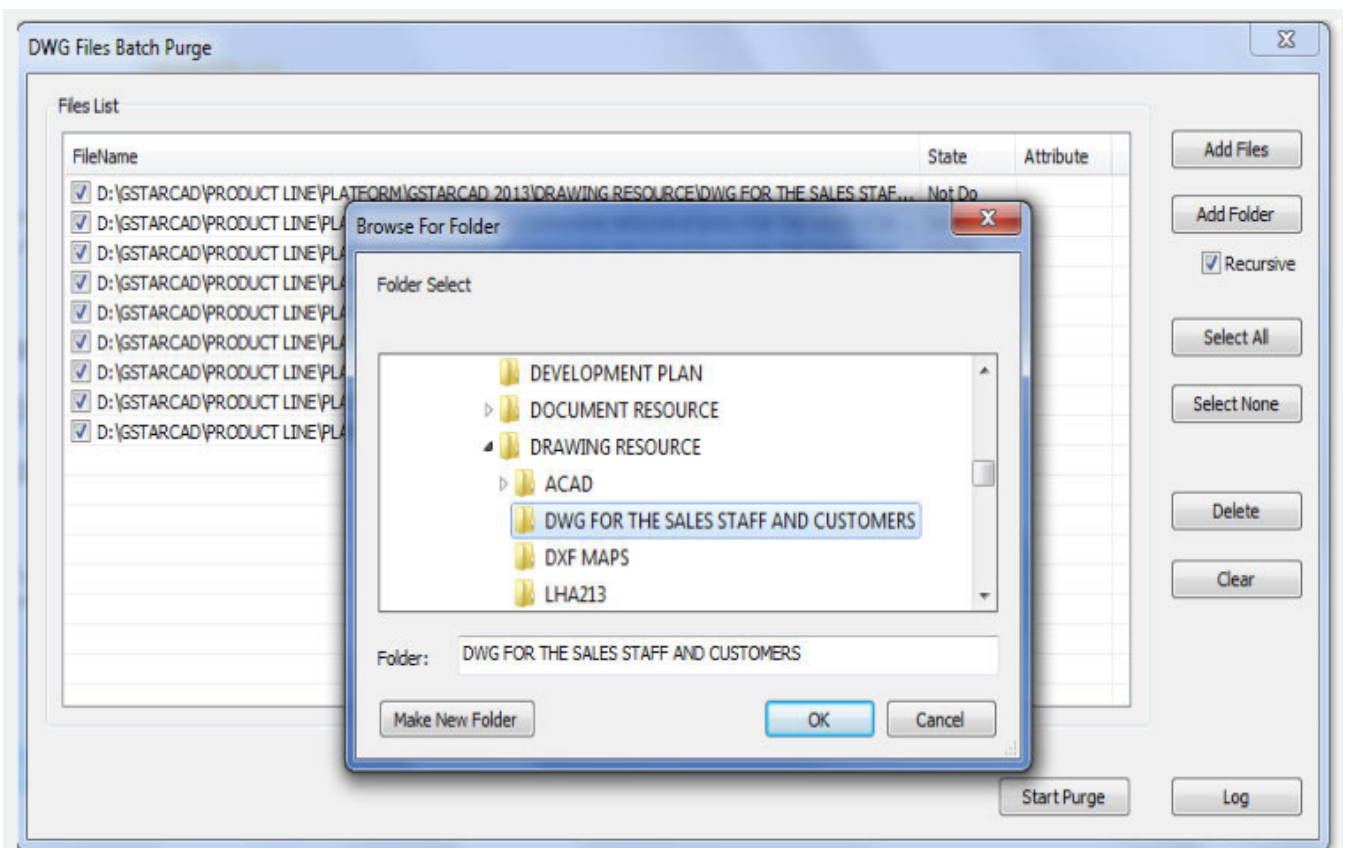 DWG Files Batch Purge
Files List
FileName State Attribute
D:\GSTARCAD\PRODUCT LINE\PLATFORM\GSTARCAD 2013\DRAWING RESOURCE\DWG FOR THE SALES STAF... Not Do
D:\GSTARCAD\PRODUCT LINE\PLA
D:\GSTARCAD\PRODUCT LINE\PLA
D:\GSTARCAD\PRODUCT LINE\PLA
D:\GSTARCAD\PRODUCT LINE\PLA
D:\GSTARCAD\PRODUCT LINE\PLA
D:\GSTARCAD\PRODUCT LINE\PLA
D:\GSTARCAD\PRODUCT LINE\PLA
D:\GSTARCAD\PRODUCT LINE\PLA
Browse For Folder
Folder Select
DEVELOPMENT PLAN
DOCUMENT RESOURCE
DRAWING RESOURCE
ACAD
DWG FOR THE SALES STAFF AND CUSTOMERS
DXF MAPS
LHA213
Folder: DWG FOR THE SALES STAFF AND CUSTOMERS
Make New Folder OK Cancel
Add Files
Add Folder
Recursive
Select All
Select None
Delete
Clear
Start Purge Log